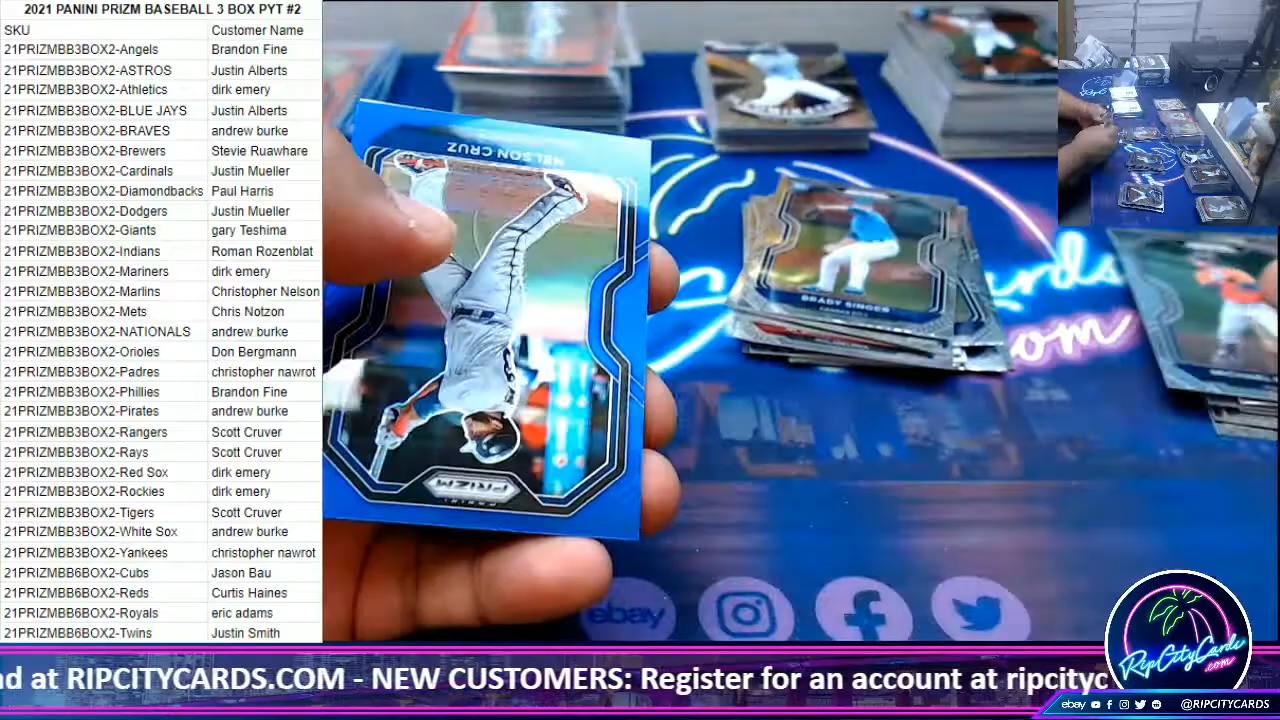 2021 PANINI PRIZM BASEBALL 3 BOX PYT #2
SKU Customer Name
21PRIZMBB3BOX2-Angels Brandon Fine
21PRIZMBB3BOX2-ASTROS Justin Alberts
21PRIZMBB3BOX2-Athletics dirk emery
21PRIZMBB3BOX2-BLUE JAYS Justin Alberts
21PRIZMBB3BOX2-BRAVES andrew burke
21PRIZMBB3BOX2-Brewers Stevie Ruawhare
21PRIZMBB3BOX2-Cardinals Justin Mueller
21PRIZMBB3BOX2-Diamondbacks Paul Harris
21PRIZMBB3BOX2-Dodgers Justin Mueller
21PRIZMBB3BOX2-Giants gary Teshima
21PRIZMBB3BOX2-Indians Roman Rozenblat
21PRIZMBB3BOX2-Mariners dirk emery
21PRIZMBB3BOX2-Marlins Christopher Nelson
21PRIZMBB3BOX2-Mets Chris Notzon
21PRIZMBB3BOX2-NATIONALS andrew burke
21PRIZMBB3BOX2-Orioles Don Bergmann
21PRIZMBB3BOX2-Padres christopher nawrot
21PRIZMBB3BOX2-Phillies Brandon Fine
21PRIZMBB3BOX2-Pirates andrew burke
21PRIZMBB3BOX2-Rangers Scott Cruver
21PRIZMBB3BOX2-Rays Scott Cruver
21PRIZMBB3BOX2-Red Sox dirk emery
21PRIZMBB3BOX2-Rockies dirk emery
21PRIZMBB3BOX2-Tigers Scott Cruver
21PRIZMBB3BOX2-White Sox andrew burke
21PRIZMBB3BOX2-Yankees christopher nawrot
21PRIZMBB6BOX2-Cubs Jason Bau
21PRIZMBB6BOX2-Reds Curtis Haines
21PRIZMBB6BOX2-Royals eric adams
21PRIZMBB6BOX2-Twins Justin Smith
NELSON CRUZ
PANINI
PRIZM
BRADY SINGER
ards
om
ebay
RipCityCards
.com
d at RIPCITYCARDS.COM - NEW CUSTOMERS: Register for an account at ripcityc
ebay @RIPCITYCARDS